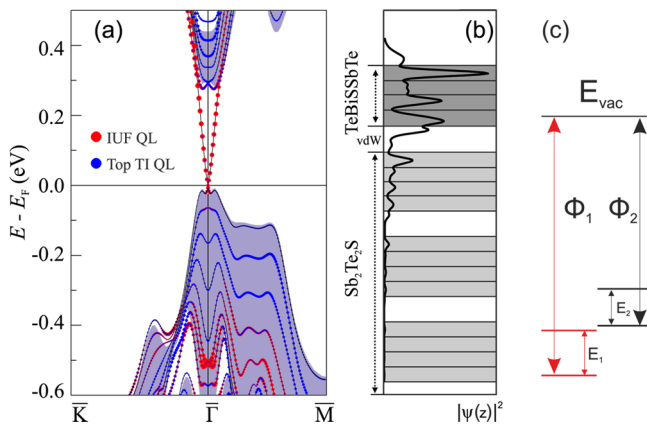 (a)
0.4
0.2
0.0
-0.2
-0.4
-0.6
E - E_F (eV)
IUF QL
Top TI QL
K̅
Γ̅
M̅
(b)
TeBiSSbTe
vdW
Sb₂Te₂S
|ψ(z)|²
(c)
E_vac
Φ₁
Φ₂
E₂
E₁